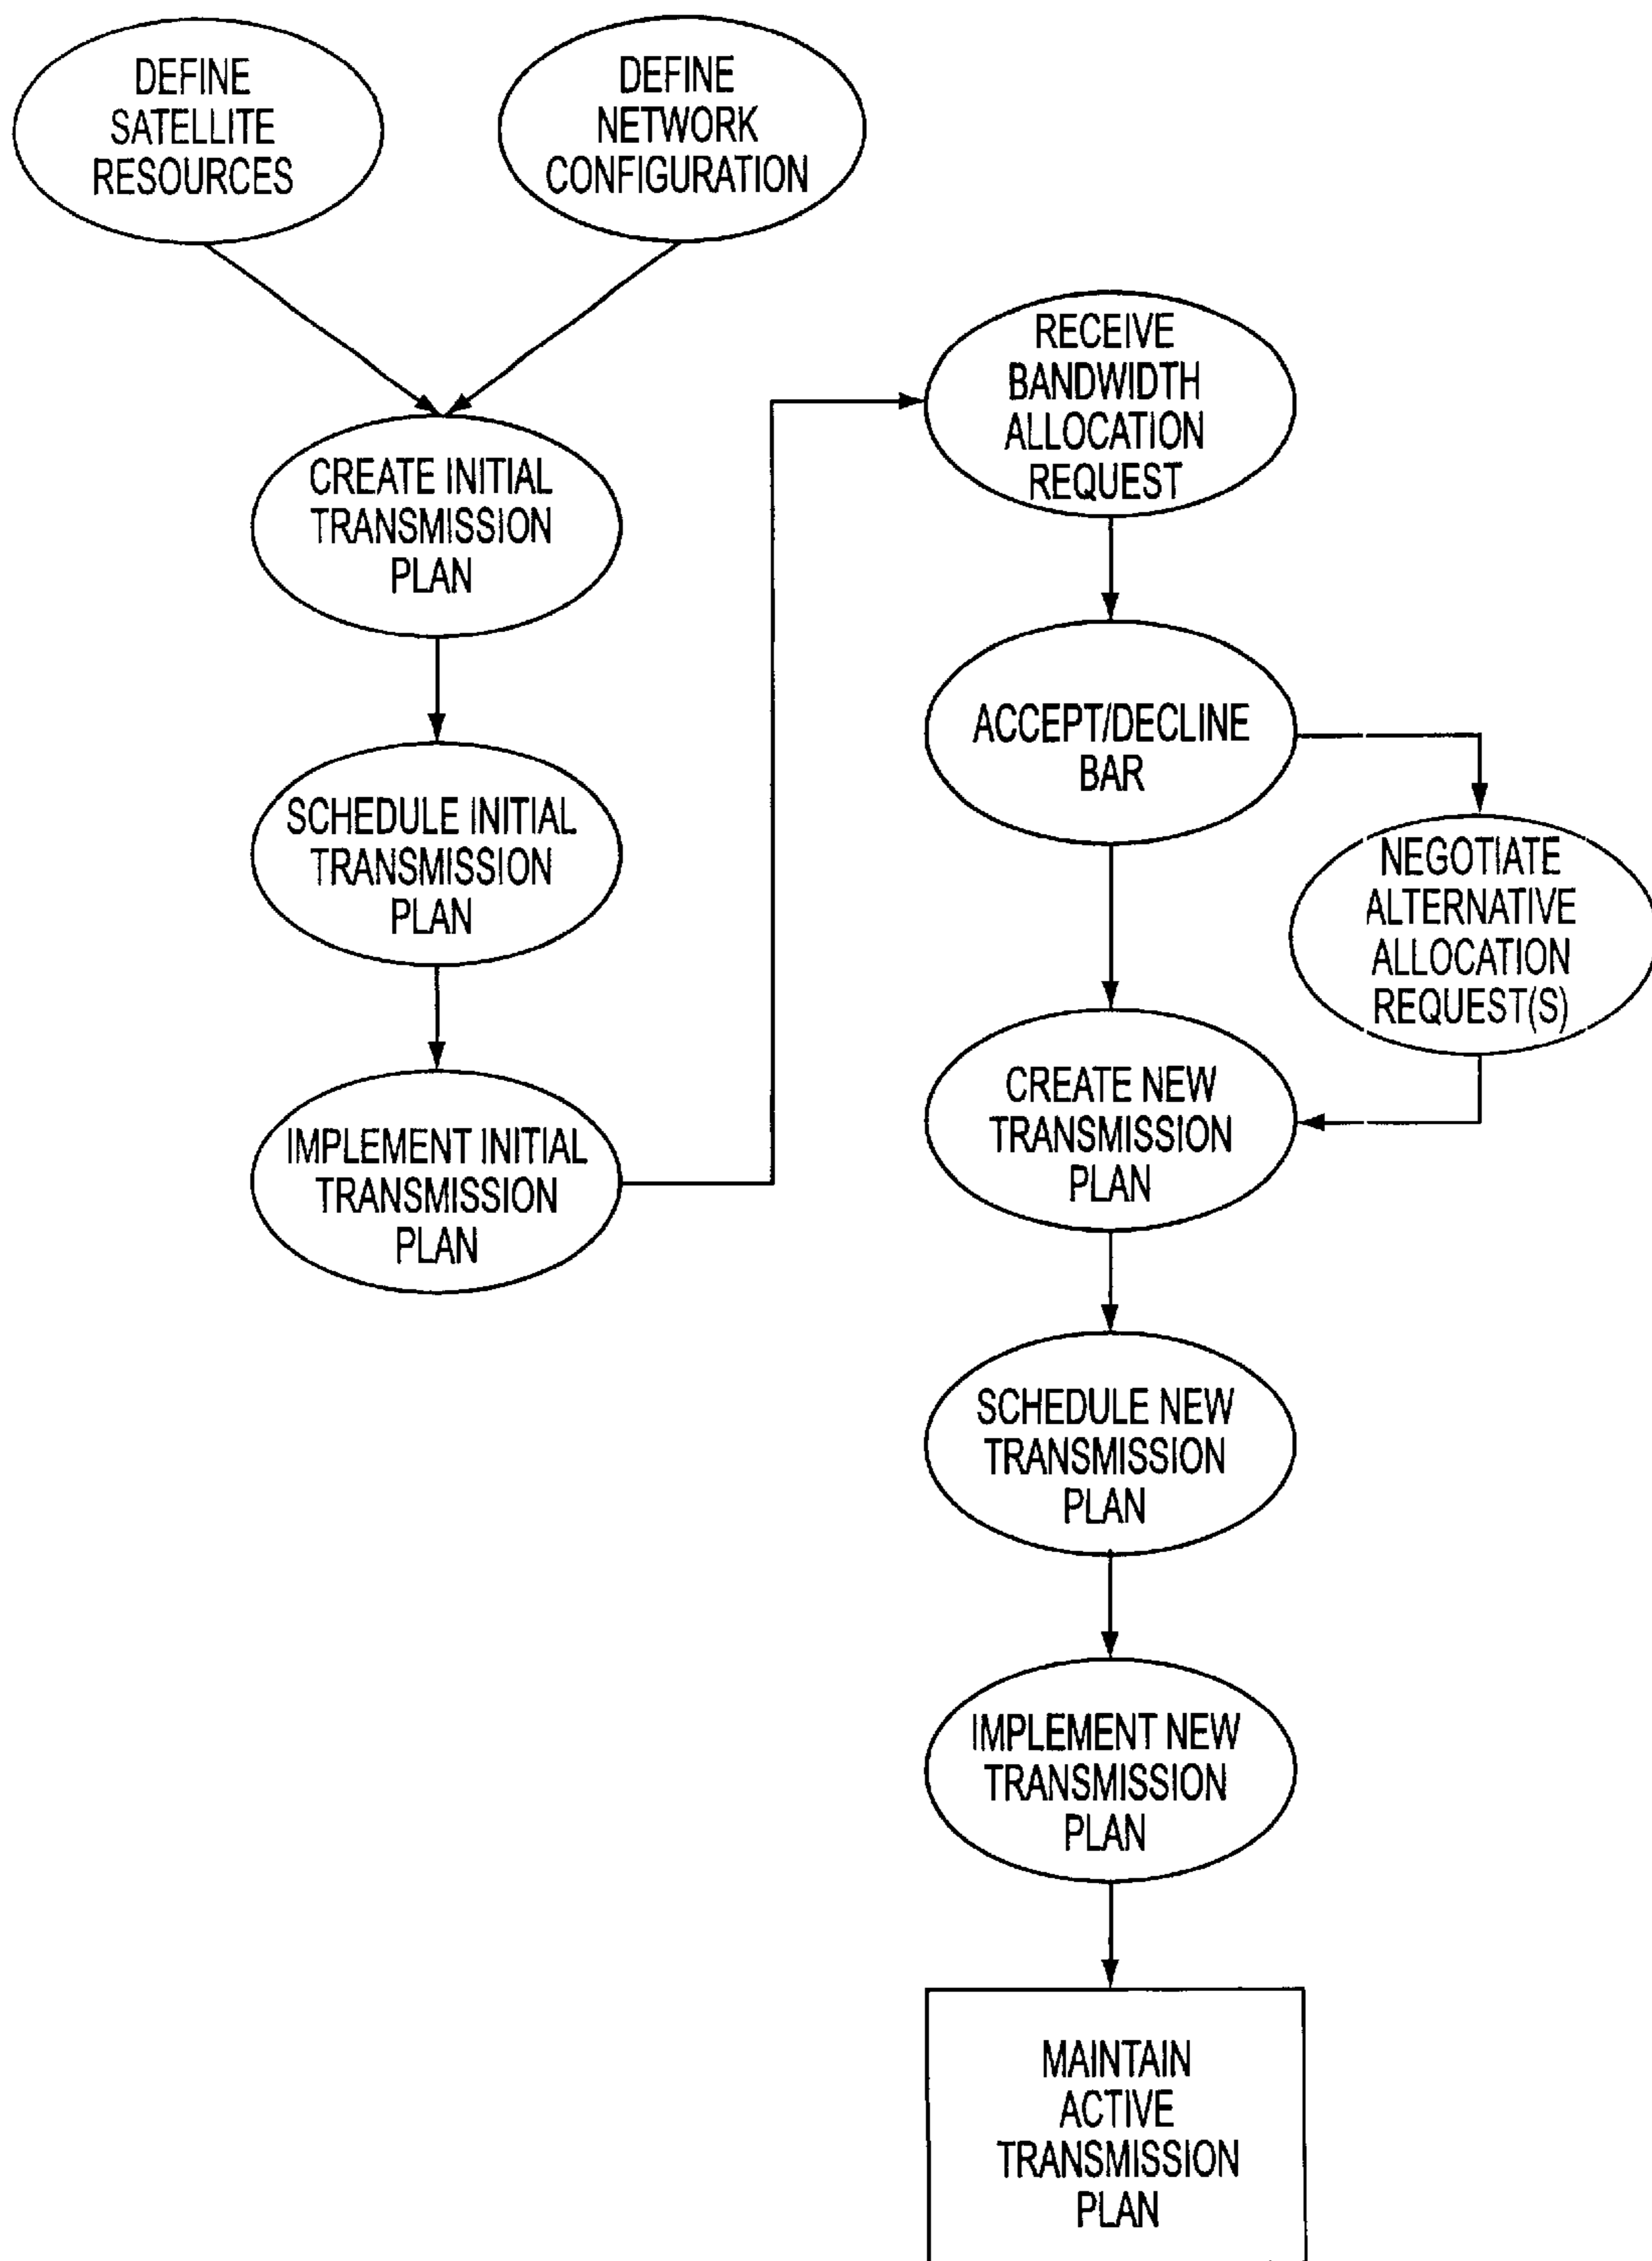 DEFINE
SATELLITE
RESOURCES
DEFINE
NETWORK
CONFIGURATION
CREATE INITIAL
TRANSMISSION
PLAN
SCHEDULE INITIAL
TRANSMISSION
PLAN
IMPLEMENT INITIAL
TRANSMISSION
PLAN
RECEIVE
BANDWIDTH
ALLOCATION
REQUEST
ACCEPT/DECLINE
BAR
NEGOTIATE
ALTERNATIVE
ALLOCATION
REQUEST(S)
CREATE NEW
TRANSMISSION
PLAN
SCHEDULE NEW
TRANSMISSION
PLAN
IMPLEMENT NEW
TRANSMISSION
PLAN
MAINTAIN
ACTIVE
TRANSMISSION
PLAN